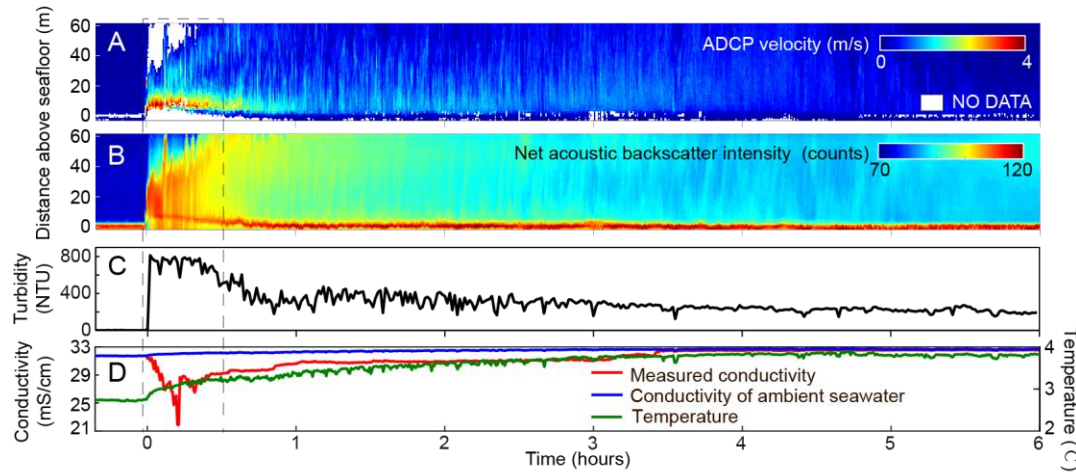 A
60
40
20
0
Distance above seafloor (m)
ADCP velocity (m/s)
0 4
NO DATA
B
60
40
20
0
Net acoustic backscatter intensity (counts)
70 120
C
Turbidity
(NTU)
800
400
0
D
Conductivity
(mS/cm)
33
29
25
21
Measured conductivity
Conductivity of ambient seawater
Temperature
4
3
2
Temperature ( C)
0 1 2 3 4 5 6
Time (hours)